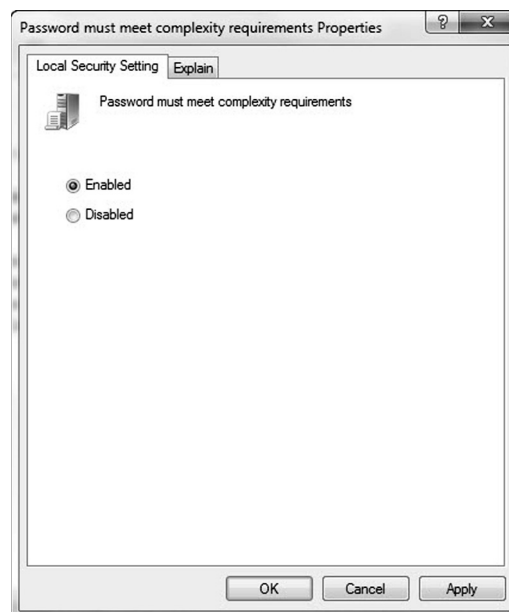 Password must meet complexity requirements Properties
Local Security Setting Explain
Password must meet complexity requirements
Enabled
Disabled
OK Cancel Apply